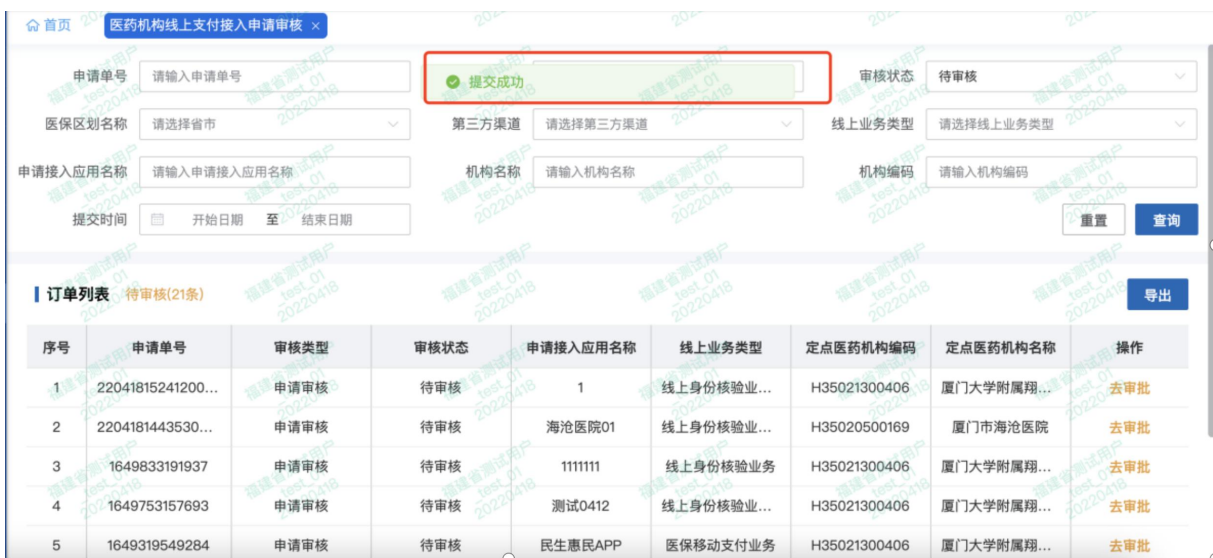 首页 医药机构线上支付接入申请审核 ×
申请单号 请输入申请单号 提交成功 审核状态 待审核
医保区划名称 请选择省市 第三方渠道 请选择第三方渠道 线上业务类型 请选择线上业务类型
申请接入应用名称 请输入申请接入应用名称 机构名称 请输入机构名称 机构编码 请输入机构编码
提交时间 开始日期 至 结束日期 重置 查询
订单列表 待审核(21条) 导出
序号 申请单号 审核类型 审核状态 申请接入应用名称 线上业务类型 定点医药机构编码 定点医药机构名称 操作
1 22041815241200... 申请审核 待审核 1 线上身份核验业... H35021300406 厦门大学附属翔... 去审批
2 2204181443530... 申请审核 待审核 海沧医院01 线上身份核验业... H35020500169 厦门市海沧医院 去审批
3 1649833191937 申请审核 待审核 1111111 线上身份核验业务 H35021300406 厦门大学附属翔... 去审批
4 1649753157693 申请审核 待审核 测试0412 线上身份核验业... H35021300406 厦门大学附属翔... 去审批
5 1649319549284 申请审核 待审核 民生惠民APP 医保移动支付业务 H35021300406 厦门大学附属翔... 去审批
福建省测试用户
test_01
20220418